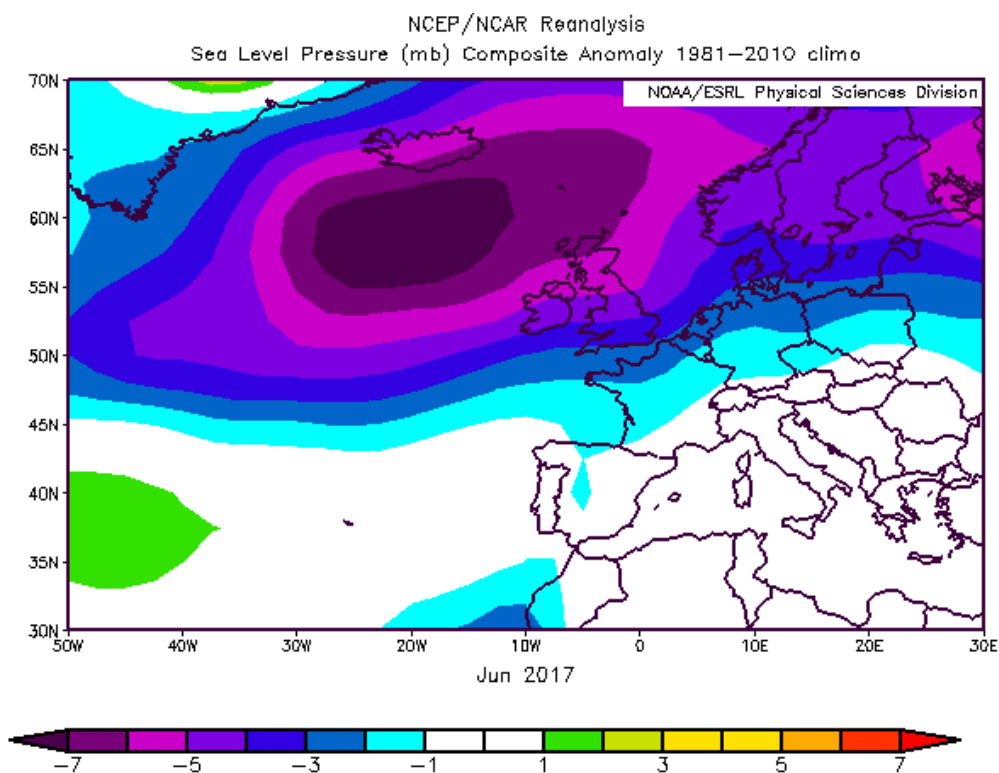 NCEP/NCAR Reanalysis
Sea Level Pressure (mb) Composite Anomaly 1981-2010 climo
NOAA/ESRL Physical Sciences Division
70N
65N
60N
55N
50N
45N
40N
35N
30N
50W 40W 30W 20W 10W 0 10E 20E 30E
Jun 2017
-7 -5 -3 -1 1 3 5 7